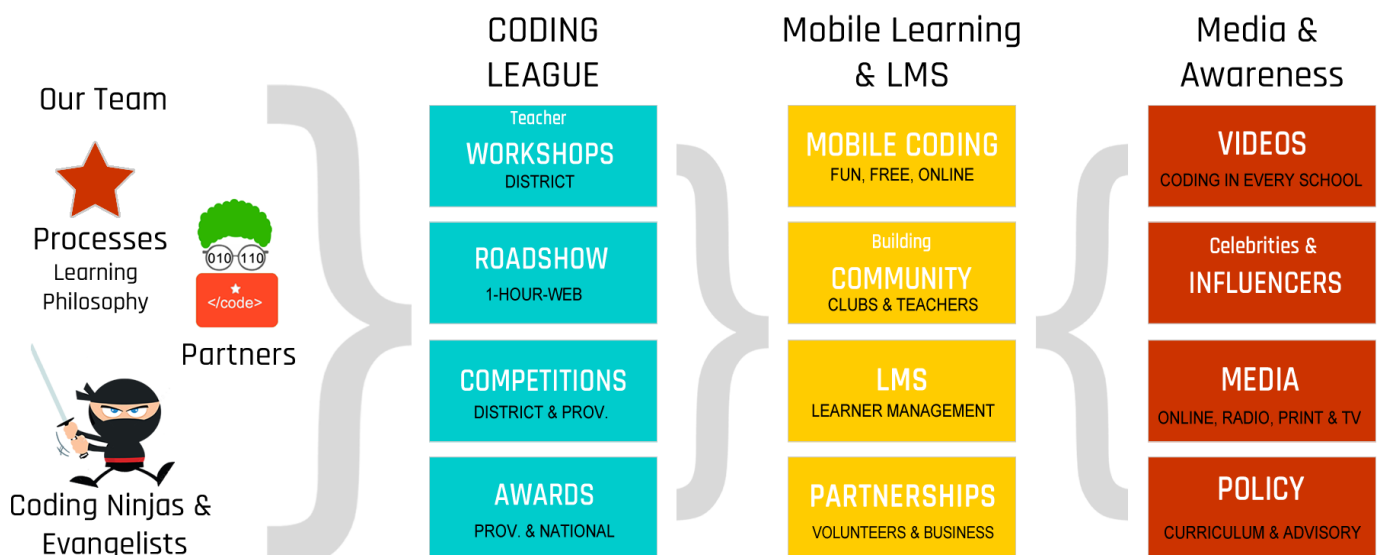 Our Team
Processes
Learning
Philosophy
010 110
</code>
Partners
Coding Ninjas &
Evangelists
CODING
LEAGUE
Teacher
WORKSHOPS
DISTRICT
ROADSHOW
1-HOUR-WEB
COMPETITIONS
DISTRICT & PROV.
AWARDS
PROV. & NATIONAL
Mobile Learning
& LMS
MOBILE CODING
FUN, FREE, ONLINE
Building
COMMUNITY
CLUBS & TEACHERS
LMS
LEARNER MANAGEMENT
PARTNERSHIPS
VOLUNTEERS & BUSINESS
Media &
Awareness
VIDEOS
CODING IN EVERY SCHOOL
Celebrities &
INFLUENCERS
MEDIA
ONLINE, RADIO, PRINT & TV
POLICY
CURRICULUM & ADVISORY